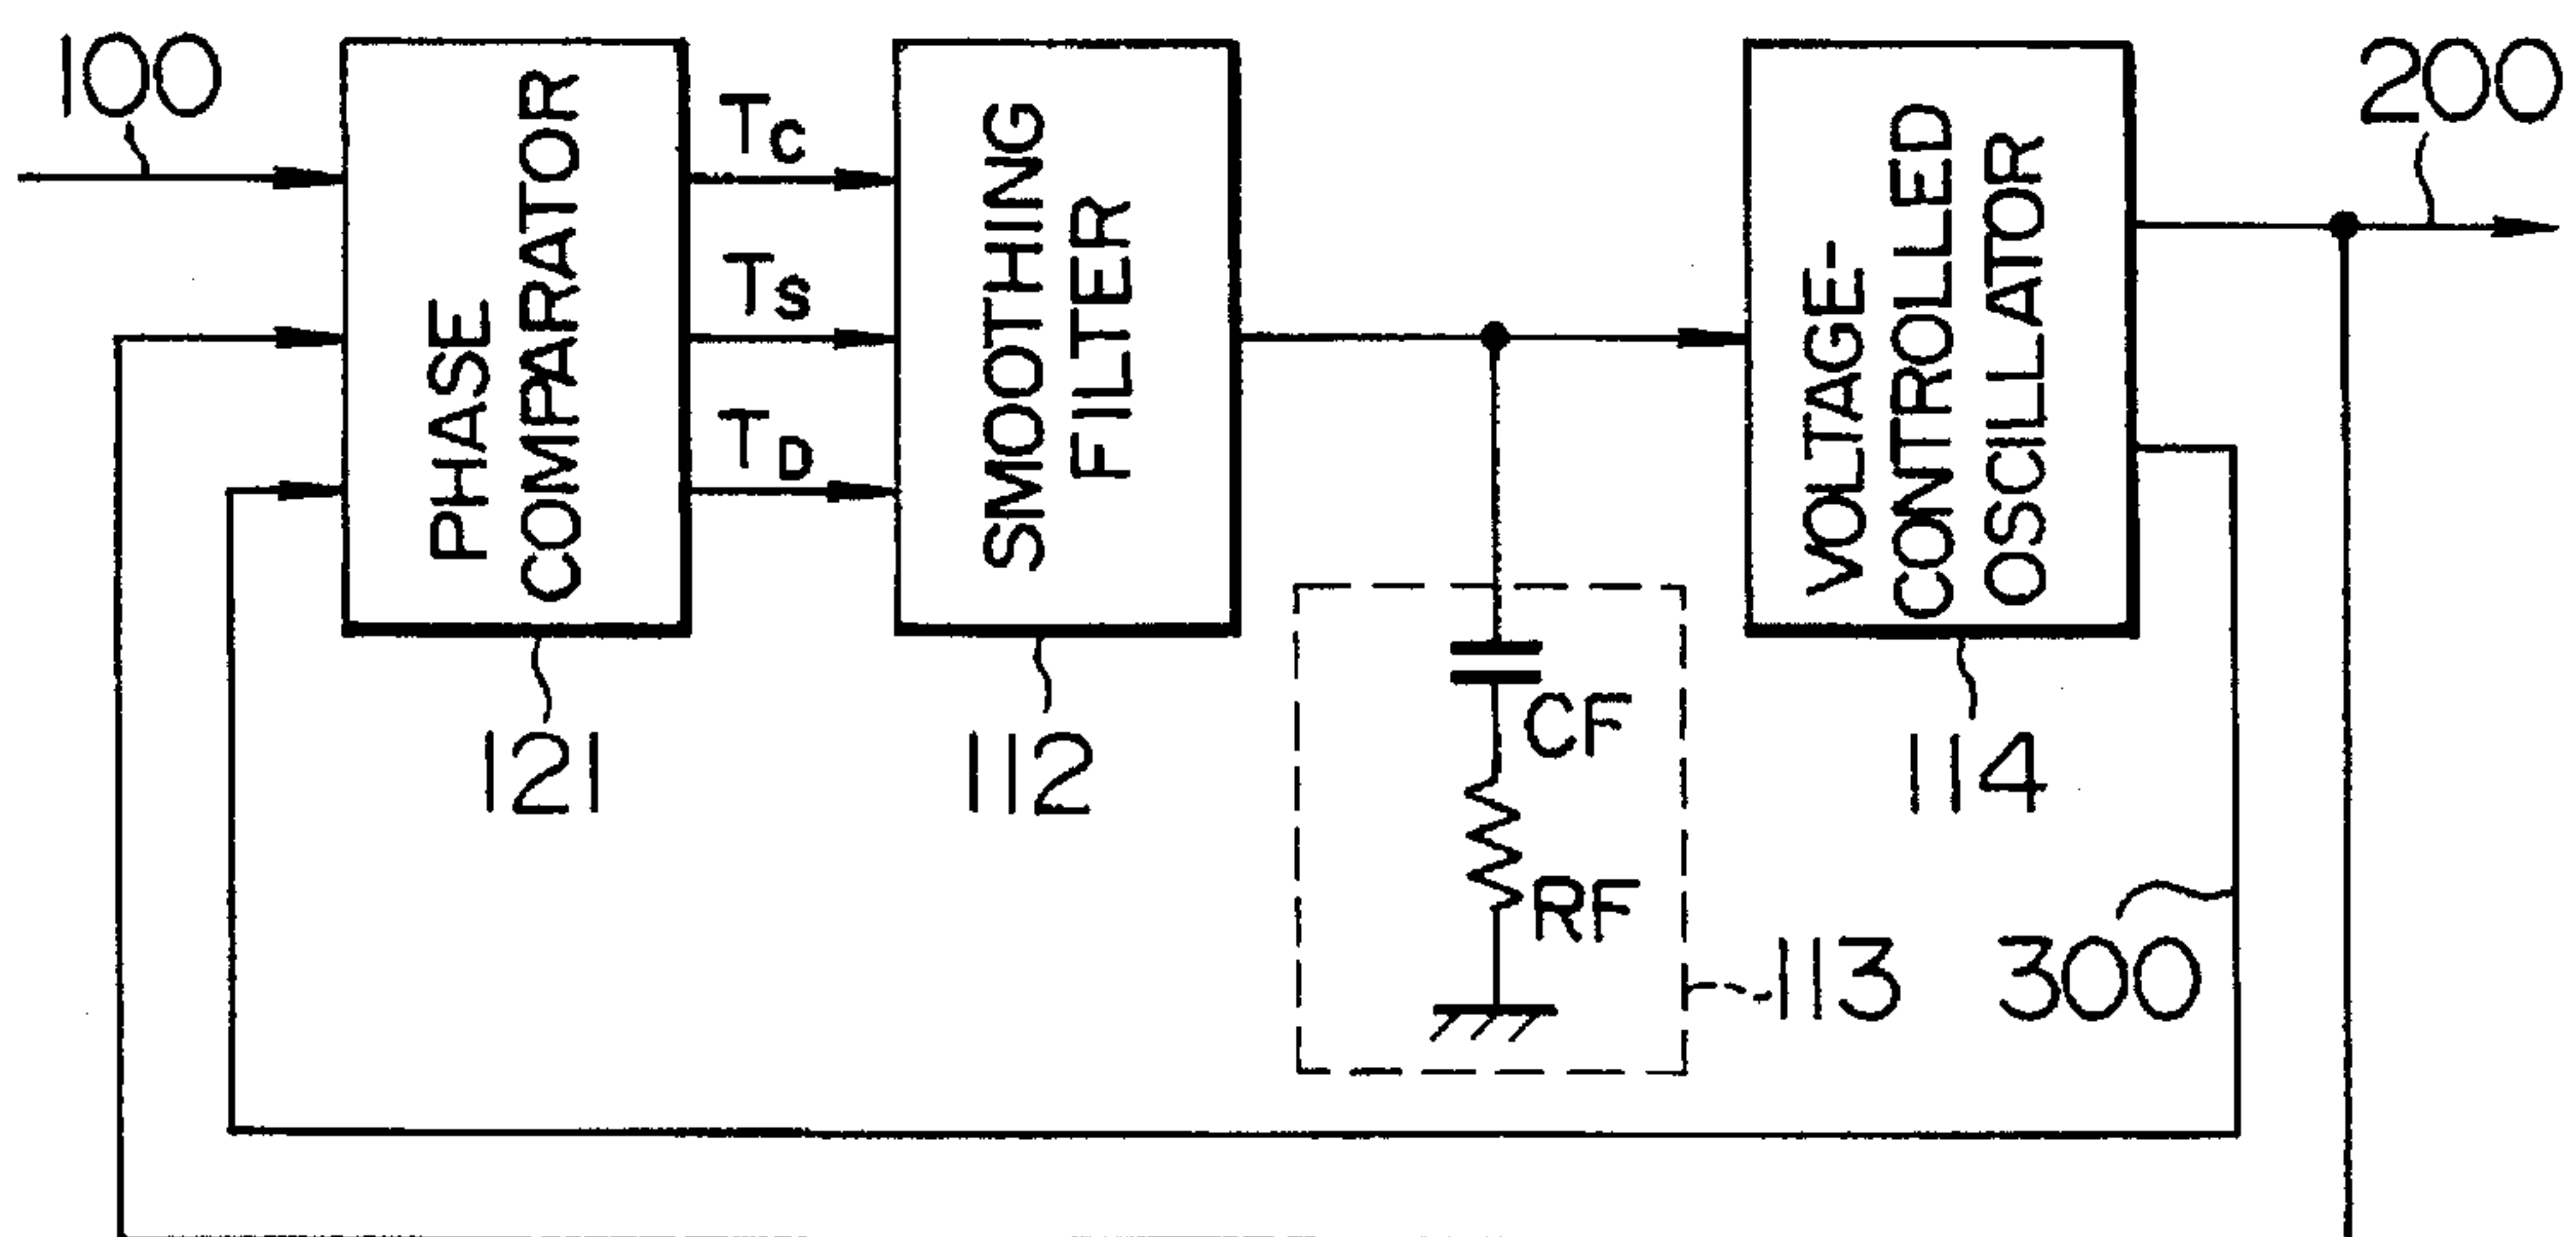 100
PHASE
COMPARATOR
TC
TS
TD
SMOOTHING
FILTER
VOLTAGE-
CONTROLLED
OSCILLATOR
200
121
112
114
CF
RF
113
300